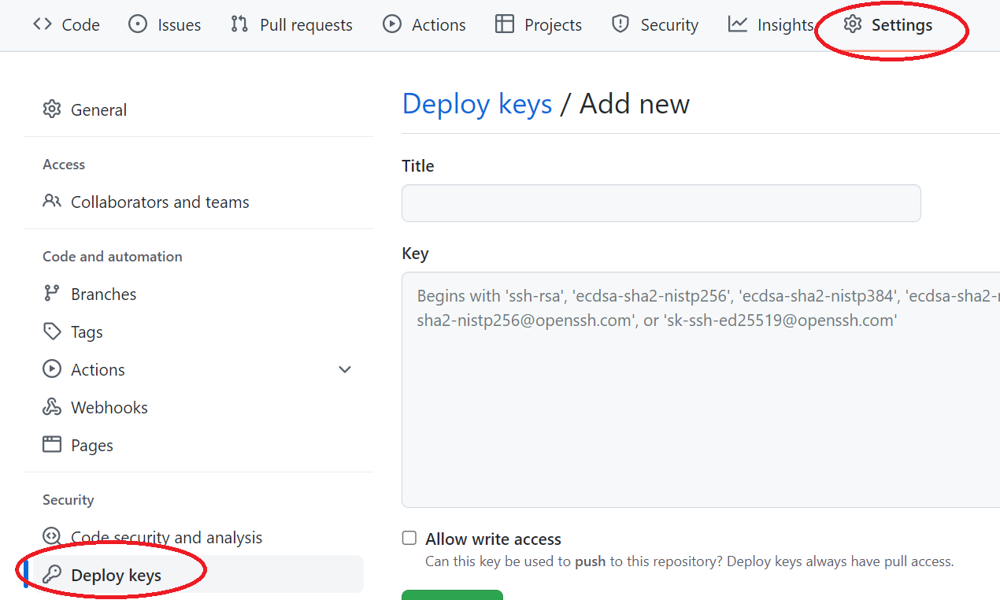 Code Issues Pull requests Actions Projects Security Insights Settings
General
Access
Collaborators and teams
Code and automation
Branches
Tags
Actions
Webhooks
Pages
Security
Code security and analysis
Deploy keys
Deploy keys / Add new
Title
Key
Begins with 'ssh-rsa', 'ecdsa-sha2-nistp256', 'ecdsa-sha2-nistp384', 'ecdsa-sha2-
sha2-nistp256@openssh.com', or 'sk-ssh-ed25519@openssh.com'
Allow write access
Can this key be used to push to this repository? Deploy keys always have pull access.